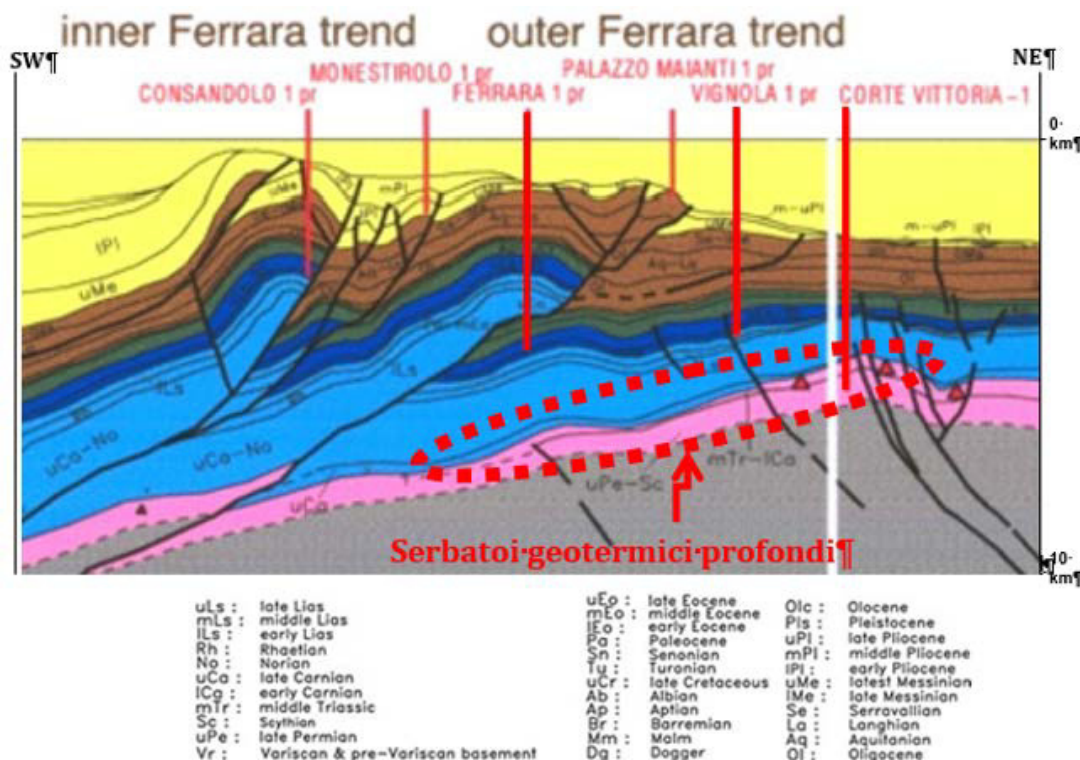 inner Ferrara trend
outer Ferrara trend
SW¶
NE¶
MONESTIROLO 1 pr
PALAZZO MAIANTI 1 pr
CONSANDOLO 1 pr
FERRARA 1 pr
VIGNOLA 1 pr
CORTE VITTORIA-1
0·
km¶
uMe
mPl
m-uPl
m-uPl
lPl
lPl
uMe
lLs
lLs
uCa-No
uCa-No
uCa
mTr-lCa
uPe-Sc
Serbatoi·geotermici·profondi¶
10·
km¶
uLs : late Lias
mLs : middle Lias
lLs : early Lias
Rh : Rhaetian
No : Norian
uCa : late Carnian
lCa : early Carnian
mTr : middle Triassic
Sc : Scythian
uPe : late Permian
Vr : Variscan & pre-Variscan basement
uEo : late Eocene
mEo : middle Eocene
lEo : early Eocene
Pa : Paleocene
Sn : Senonian
Tu : Turonian
uCr : late Cretaceous
Ab : Albian
Ap : Aptian
Br : Barremian
Mm : Malm
Dg : Dogger
Olc : Olocene
Pls : Pleistocene
uPl : late Pliocene
mPl : middle Pliocene
lPl : early Pliocene
uMe : latest Messinian
lMe : late Messinian
Se : Serravallian
La : Langhian
Aq : Aquitanian
Ol : Oligocene